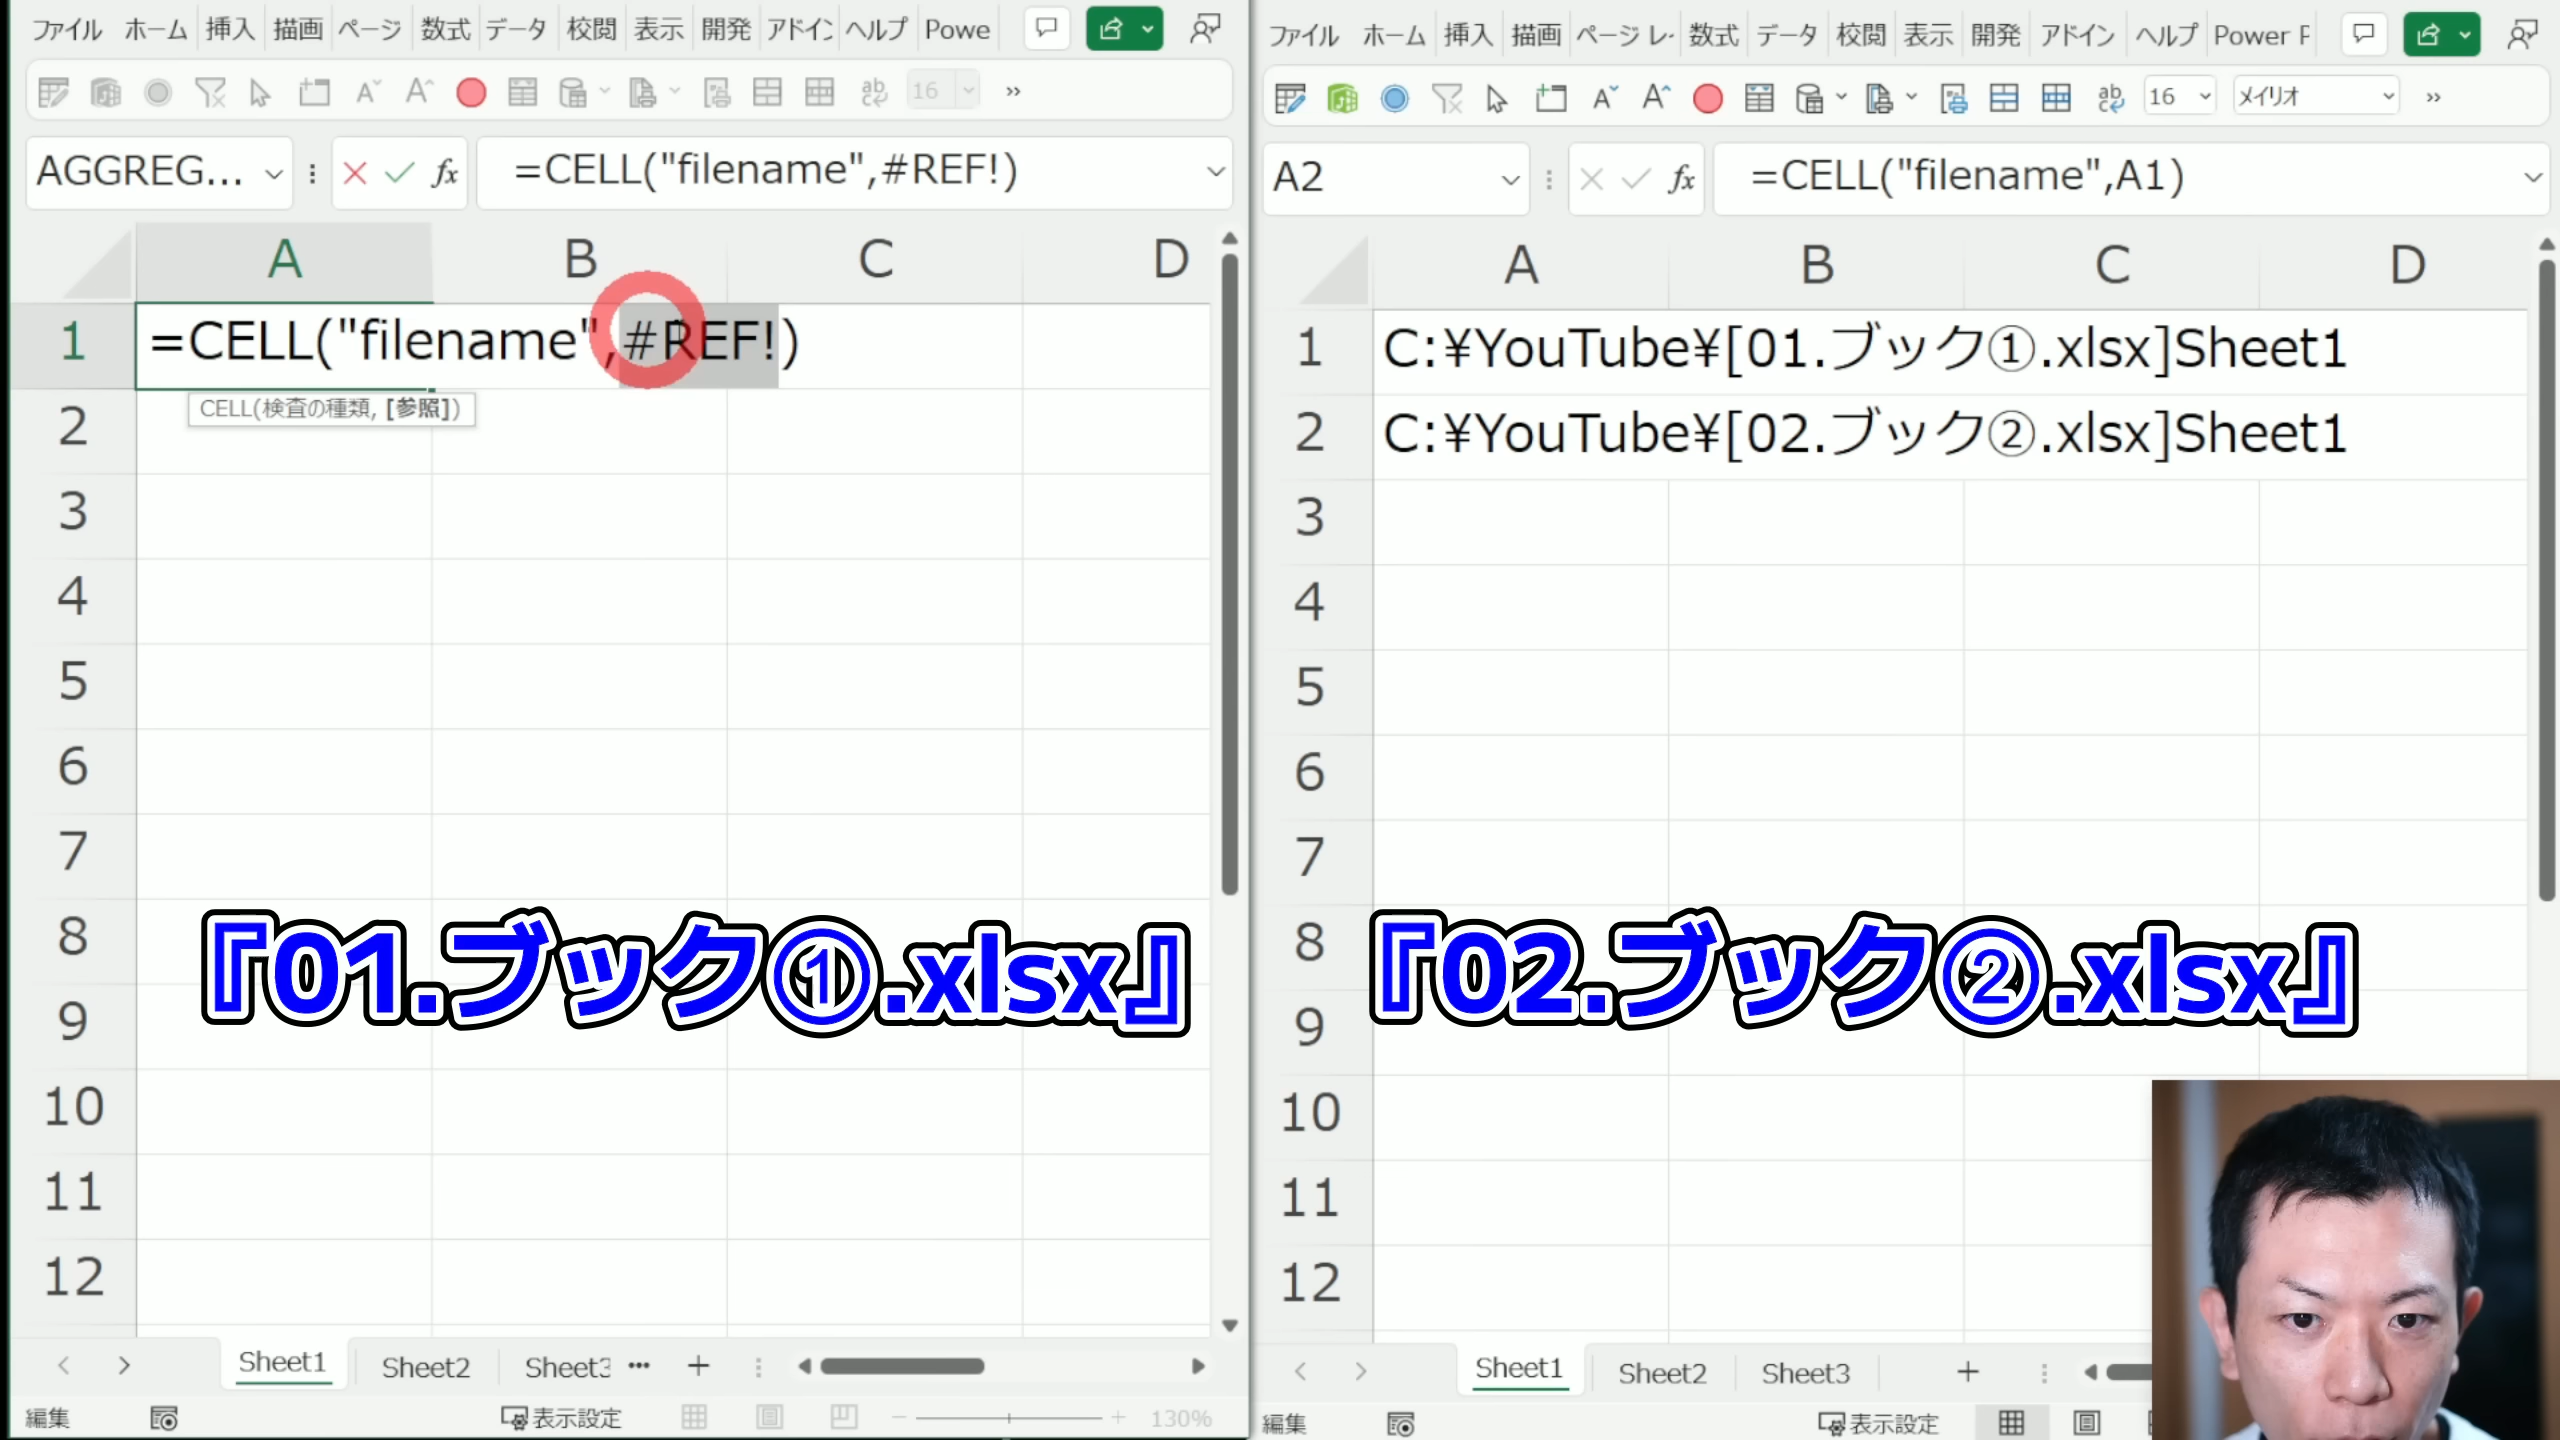 ファイル ホーム 挿入 描画 ページ 数式 データ 校閲 表示 開発 アドイン ヘルプ Powe
16
AGGREG... fx =CELL("filename",#REF!)
A B C D
1 =CELL("filename",#REF!)
CELL(検査の種類, [参照])
2
3
4
5
6
7
8
『01.ブック①.xlsx』
9
10
11
12
Sheet1 Sheet2 Sheet3 ••• +
編集 表示設定 130%
ファイル ホーム 挿入 描画 ページ レ 数式 データ 校閲 表示 開発 アドイン ヘルプ Power P
16 メイリオ
A2 fx =CELL("filename",A1)
A B C D
1 C:¥YouTube¥[01.ブック①.xlsx]Sheet1
2 C:¥YouTube¥[02.ブック②.xlsx]Sheet1
3
4
5
6
7
8
『02.ブック②.xlsx』
9
10
11
12
Sheet1 Sheet2 Sheet3 +
編集 表示設定